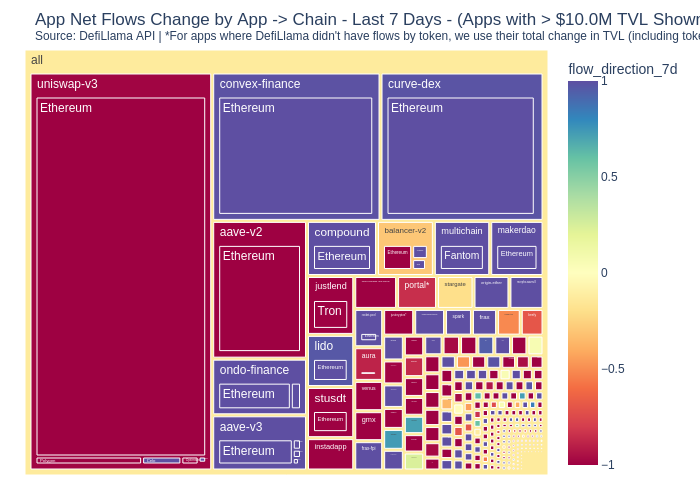 App Net Flows Change by App -> Chain - Last 7 Days - (Apps with > $10.0M TVL Shown
Source: DefiLlama API | *For apps where DefiLlama didn't have flows by token, we use their total change in TVL (including toke
all
flow_direction_7d
uniswap-v3
Ethereum
convex-finance
Ethereum
curve-dex
Ethereum
aave-v2
Ethereum
compound
Ethereum
balancer-v2
Ethereum
multichain
Fantom
makerdao
Ethereum
justlend
Tron
portal*
stargate
spark
frax
lido
Ethereum
aura
ondo-finance
Ethereum
stusdt
Ethereum
venus
gmx
aave-v3
Ethereum
instadapp
frax-fpi
1
0.5
0
−0.5
−1